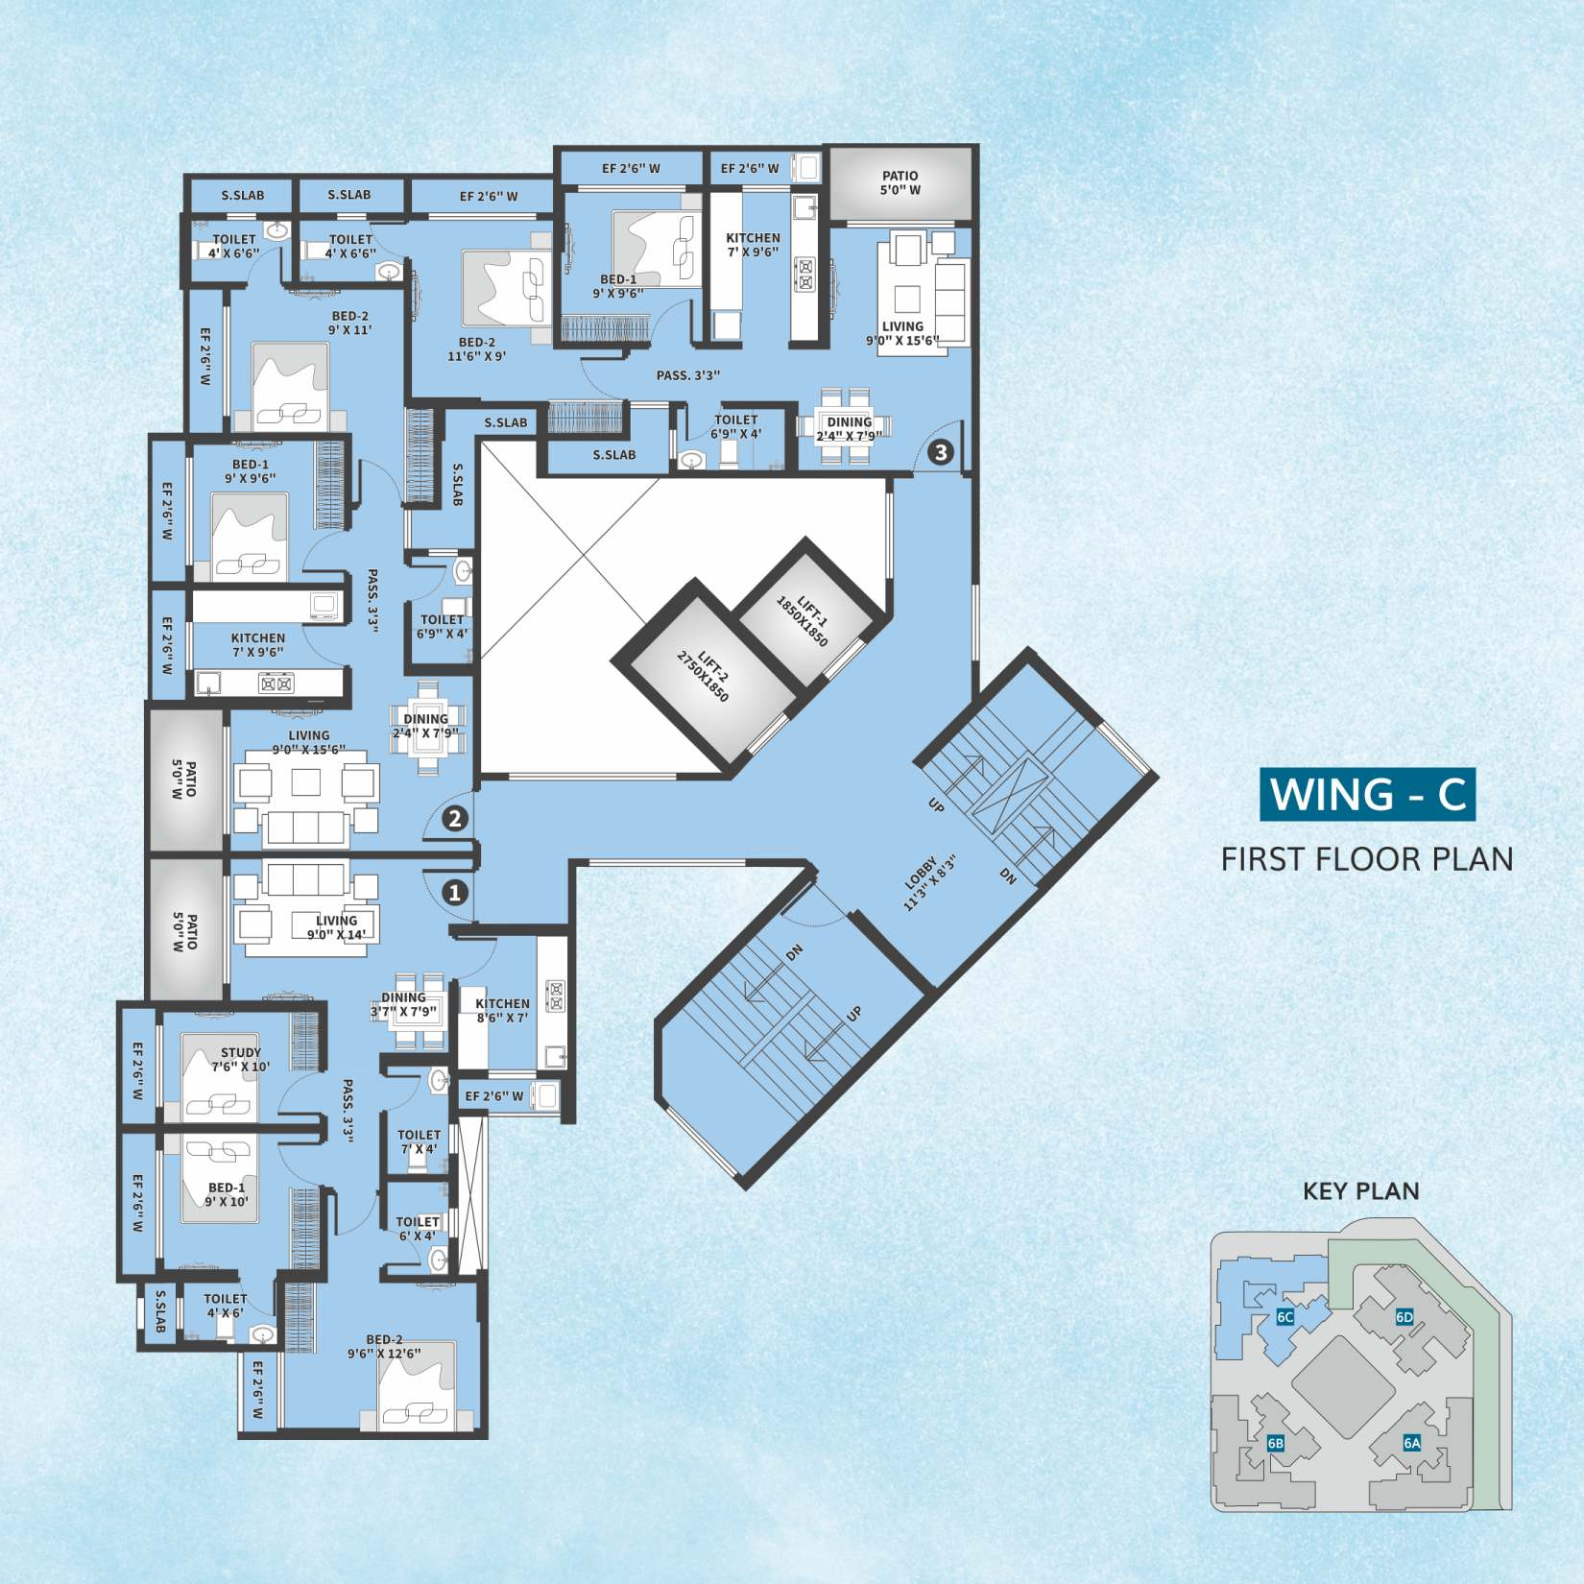 EF 2'6" W
EF 2'6" W
PATIO
5'0" W
S.SLAB
S.SLAB
EF 2'6" W
TOILET
4' X 6'6"
TOILET
4' X 6'6"
KITCHEN
7' X 9'6"
BED-1
9' X 9'6"
BED-2
9' X 11'
BED-2
11'6" X 9'
LIVING
9'0" X 15'6"
EF 2'6" W
PASS. 3'3"
S.SLAB
S.SLAB
TOILET
6'9" X 4'
DINING
2'4" X 7'9"
3
BED-1
9' X 9'6"
EF 2'6" W
S.SLAB
PASS. 3'3"
TOILET
6'9" X 4'
KITCHEN
7' X 9'6"
EF 2'6" W
LIFT-1
1850X1850
LIFT-2
2750X1850
DINING
2'4" X 7'9"
LIVING
9'0" X 15'6"
PATIO
5'0" W
2
UP
DN
LOBBY
11'3" X 8'3"
WING - C
FIRST FLOOR PLAN
1
LIVING
9'0" X 14'
PATIO
5'0" W
DN
UP
DINING
3'7" X 7'9"
KITCHEN
8'6" X 7'
STUDY
7'6" X 10'
EF 2'6" W
PASS. 3'3"
EF 2'6" W
TOILET
7' X 4'
BED-1
9' X 10'
EF 2'6" W
TOILET
6' X 4'
S.SLAB
TOILET
4' X 6'
BED-2
9'6" X 12'6"
EF 2'6" W
KEY PLAN
6C
6D
6B
6A